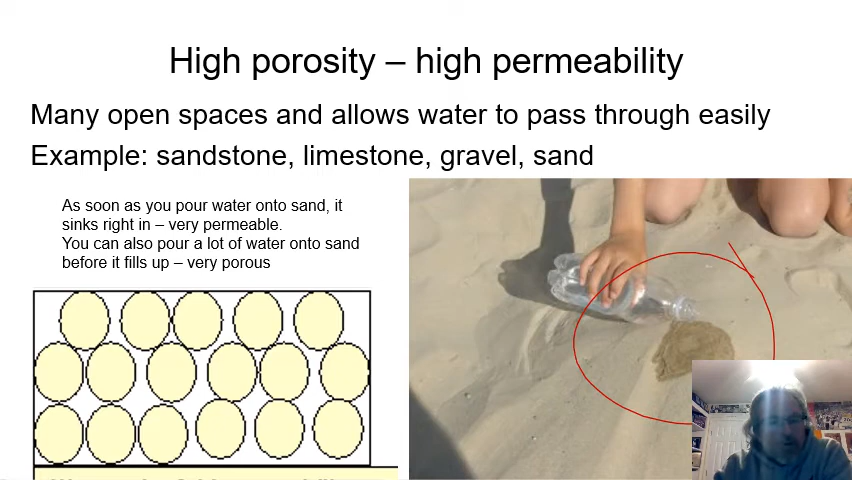 High porosity – high permeability
Many open spaces and allows water to pass through easily
Example: sandstone, limestone, gravel, sand
As soon as you pour water onto sand, it
sinks right in – very permeable.
You can also pour a lot of water onto sand
before it fills up – very porous